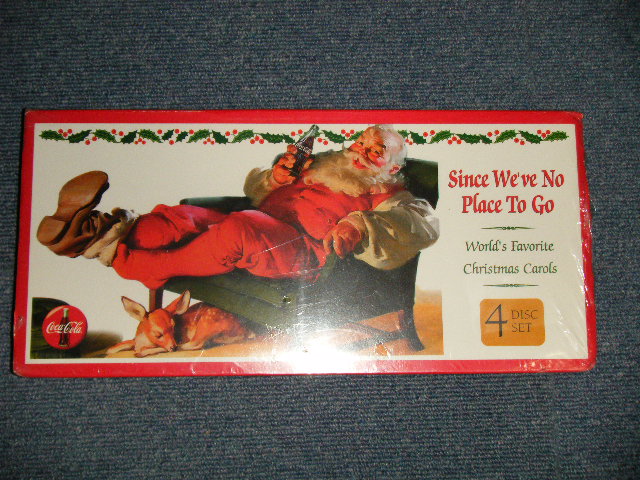 Since We've No
Place To Go
World's Favorite
Christmas Carols
4 DISC
SET
Coca-Cola